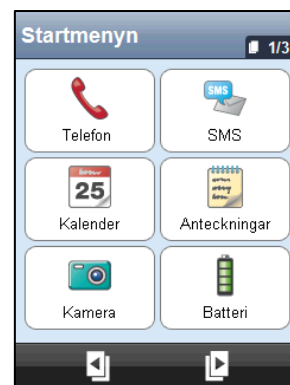 Startmenyn
1/3
SMS
Telefon
SMS
25
Kalender
Anteckningar
Kamera
Batteri